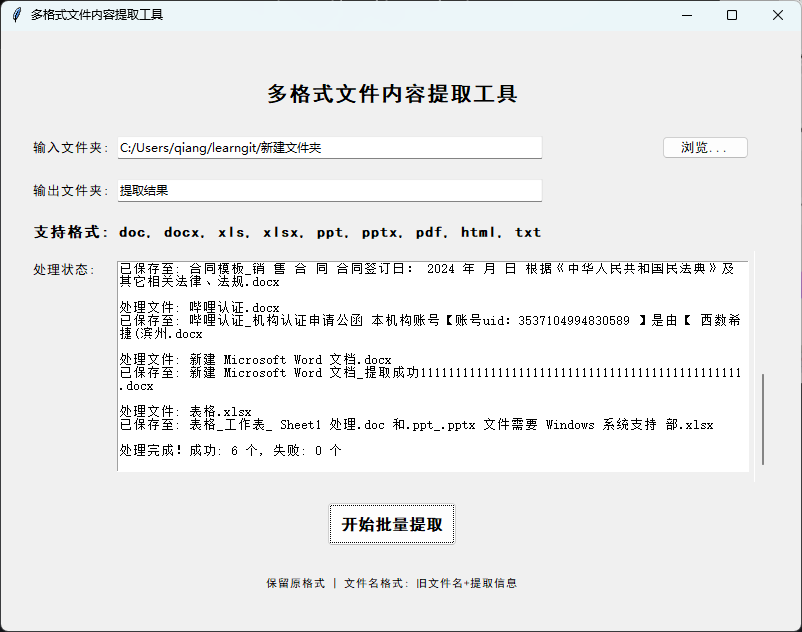 多格式文件内容提取工具
多格式文件内容提取工具
输入文件夹: C:/Users/qiang/learngit/新建文件夹 浏览...
输出文件夹: 提取结果
支持格式: doc, docx, xls, xlsx, ppt, pptx, pdf, html, txt
处理状态:
已保存至: 合同模板_销 售 合 同 合同签订日: 2024 年 月 日 根据《中华人民共和国民法典》及
其它相关法律、法规.docx
处理文件: 哔哩认证.docx
已保存至: 哔哩认证_机构认证申请公函 本机构账号【账号uid: 3537104994830589 】是由【 西数希
捷(滨州.docx
处理文件: 新建 Microsoft Word 文档.docx
已保存至: 新建 Microsoft Word 文档_提取成功1111111111111111111111111111111111111111111111
.docx
处理文件: 表格.xlsx
已保存至: 表格_工作表_ Sheet1 处理.doc 和.ppt_.pptx 文件需要 Windows 系统支持 部.xlsx
处理完成! 成功: 6 个, 失败: 0 个
开始批量提取
保留原格式 | 文件名格式: 旧文件名+提取信息